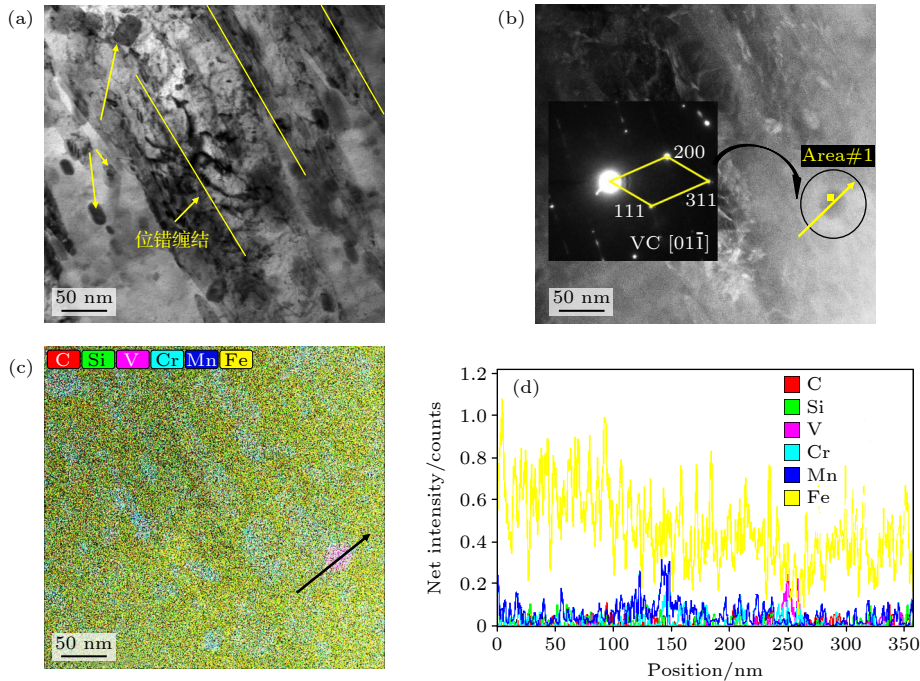 (a)
位错缠结
50 nm
(b)
Area#1
200
111
311
VC [011̄]
50 nm
(c)
C Si V Cr Mn Fe
50 nm
(d)
Net intensity/counts
1.2
1.0
0.8
0.6
0.4
0.2
0
C
Si
V
Cr
Mn
Fe
0 50 100 150 200 250 300 350
Position/nm